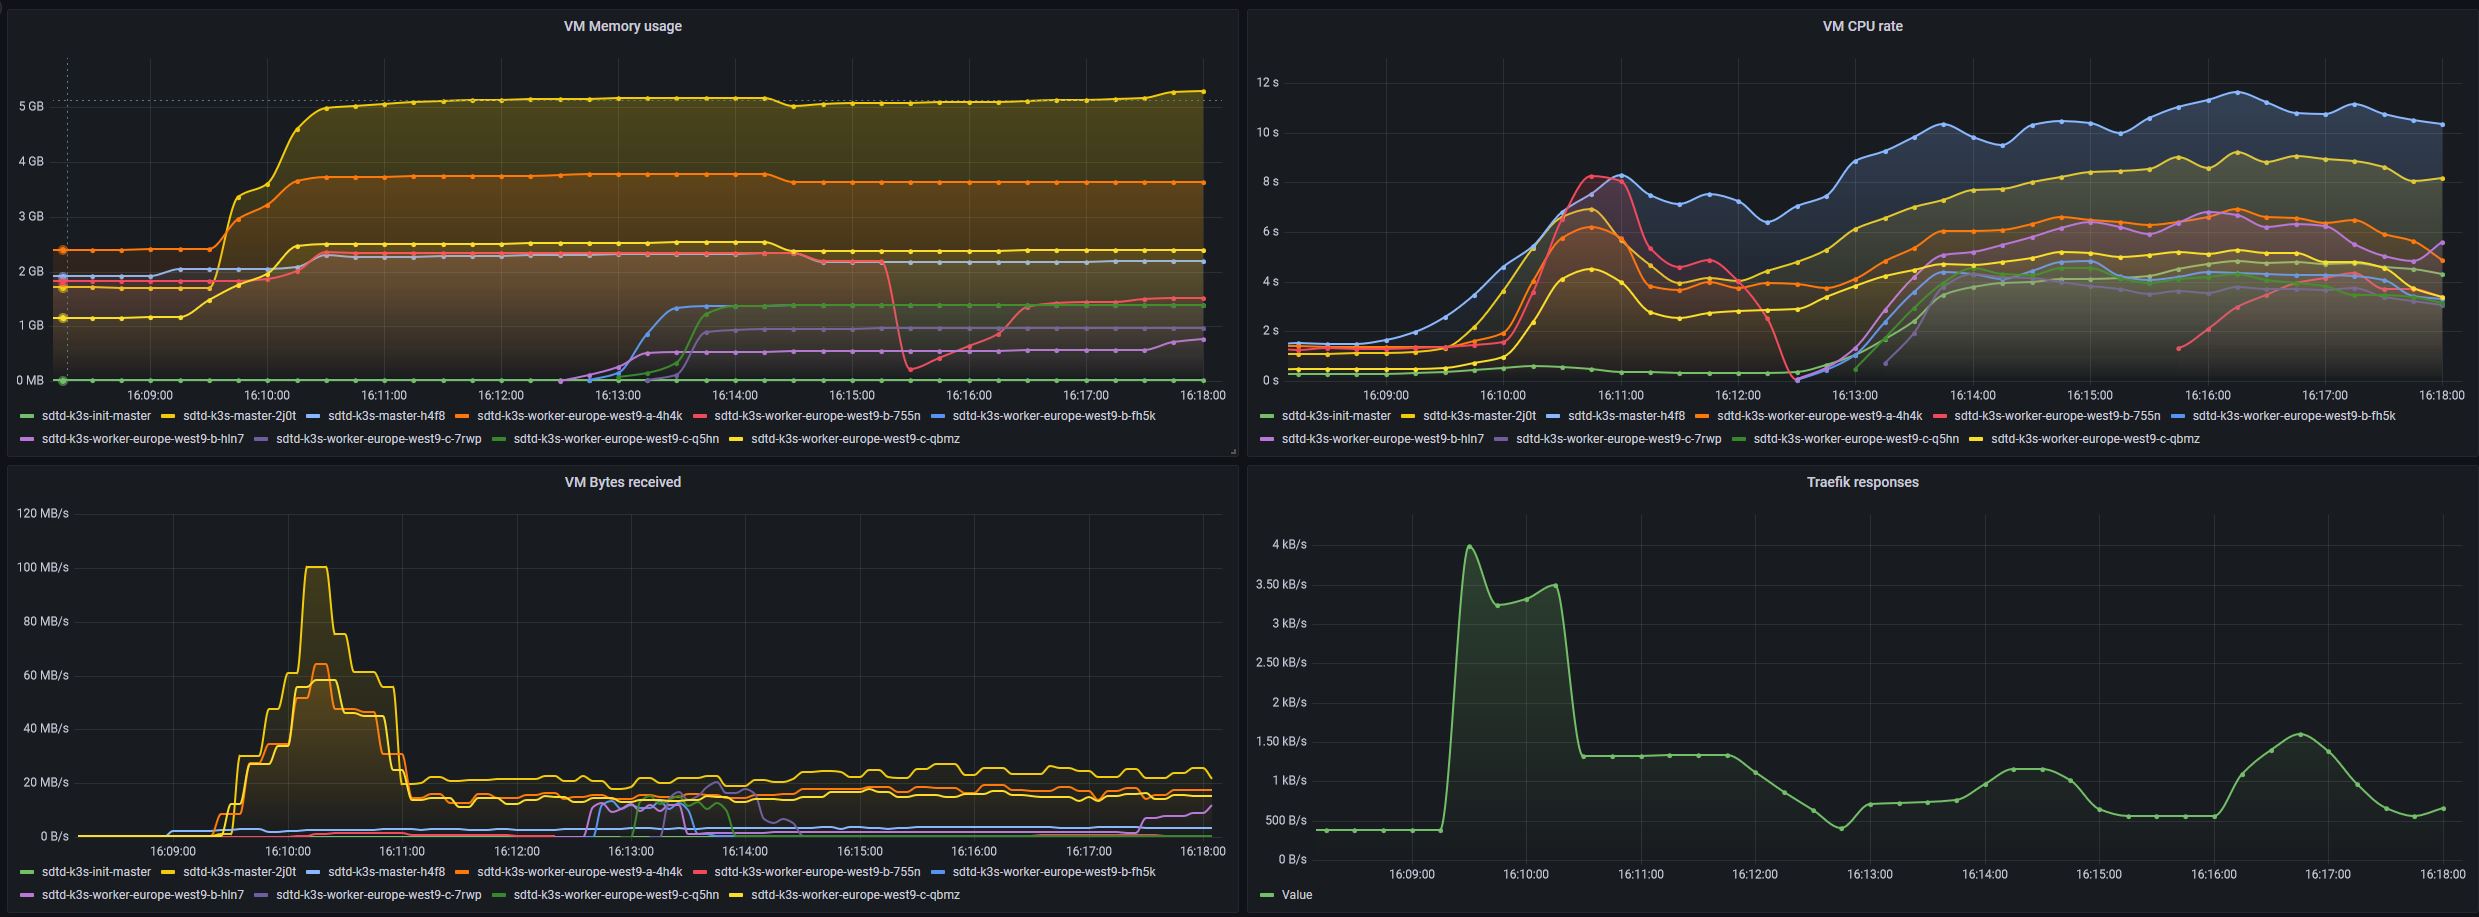 VM Memory usage
5 GB
4 GB
3 GB
2 GB
1 GB
0 MB
16:09:00 16:10:00 16:11:00 16:12:00 16:13:00 16:14:00 16:15:00 16:16:00 16:17:00 16:18:00
sdtd-k3s-init-master sdtd-k3s-master-2j0t sdtd-k3s-master-h4f8 sdtd-k3s-worker-europe-west9-a-4h4k sdtd-k3s-worker-europe-west9-b-755n sdtd-k3s-worker-europe-west9-b-fh5k
sdtd-k3s-worker-europe-west9-b-hln7 sdtd-k3s-worker-europe-west9-c-7rwp sdtd-k3s-worker-europe-west9-c-q5hn sdtd-k3s-worker-europe-west9-c-qbmz
VM CPU rate
12 s
10 s
8 s
6 s
4 s
2 s
0 s
16:09:00 16:10:00 16:11:00 16:12:00 16:13:00 16:14:00 16:15:00 16:16:00 16:17:00 16:18:00
sdtd-k3s-init-master sdtd-k3s-master-2j0t sdtd-k3s-master-h4f8 sdtd-k3s-worker-europe-west9-a-4h4k sdtd-k3s-worker-europe-west9-b-755n sdtd-k3s-worker-europe-west9-b-fh5k
sdtd-k3s-worker-europe-west9-b-hln7 sdtd-k3s-worker-europe-west9-c-7rwp sdtd-k3s-worker-europe-west9-c-q5hn sdtd-k3s-worker-europe-west9-c-qbmz
VM Bytes received
120 MB/s
100 MB/s
80 MB/s
60 MB/s
40 MB/s
20 MB/s
0 B/s
16:09:00 16:10:00 16:11:00 16:12:00 16:13:00 16:14:00 16:15:00 16:16:00 16:17:00 16:18:00
sdtd-k3s-init-master sdtd-k3s-master-2j0t sdtd-k3s-master-h4f8 sdtd-k3s-worker-europe-west9-a-4h4k sdtd-k3s-worker-europe-west9-b-755n sdtd-k3s-worker-europe-west9-b-fh5k
sdtd-k3s-worker-europe-west9-b-hln7 sdtd-k3s-worker-europe-west9-c-7rwp sdtd-k3s-worker-europe-west9-c-q5hn sdtd-k3s-worker-europe-west9-c-qbmz
Traefik responses
4 kB/s
3.50 kB/s
3 kB/s
2.50 kB/s
2 kB/s
1.50 kB/s
1 kB/s
500 B/s
0 B/s
16:09:00 16:10:00 16:11:00 16:12:00 16:13:00 16:14:00 16:15:00 16:16:00 16:17:00 16:18:00
Value